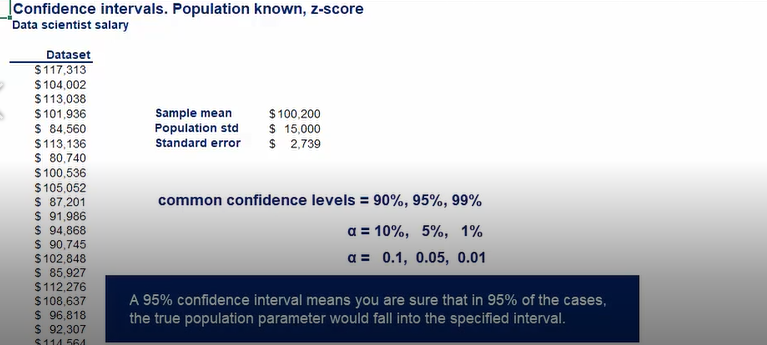 Confidence intervals. Population known, z-score
Data scientist salary
Dataset
$117,313
$104,002
$113,038
$101,936
$ 84,560
$113,136
$ 80,740
$100,536
$105,052
$ 87,201
$ 91,986
$ 94,868
$ 90,745
$102,848
$ 85,927
$112,276
$108,637
$ 96,818
$ 92,307
$114,564
Sample mean $100,200
Population std $ 15,000
Standard error $ 2,739
common confidence levels = 90%, 95%, 99%
α = 10%, 5%, 1%
α = 0.1, 0.05, 0.01
A 95% confidence interval means you are sure that in 95% of the cases,
the true population parameter would fall into the specified interval.